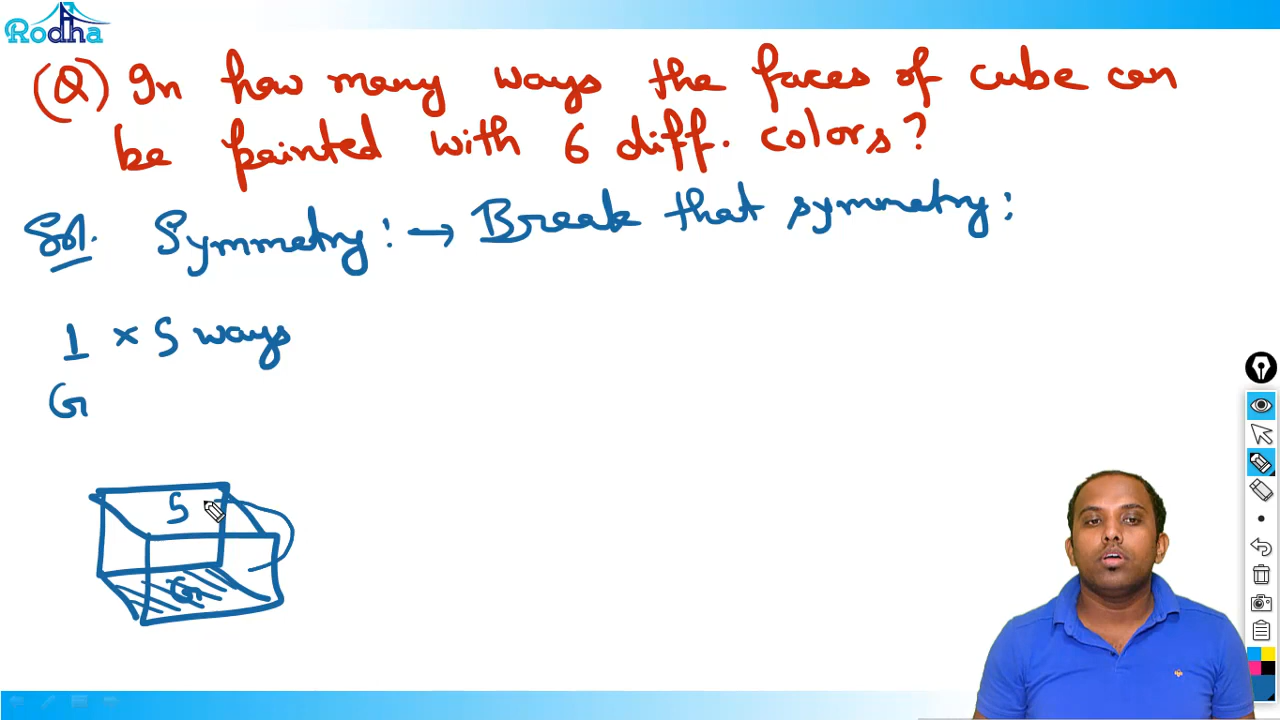 Rodha
(Q) In how many ways the faces of cube can
be painted with 6 diff. colors?
Sol. Symmetry: → Break that symmetry:
1 × 5 ways
G
5
G